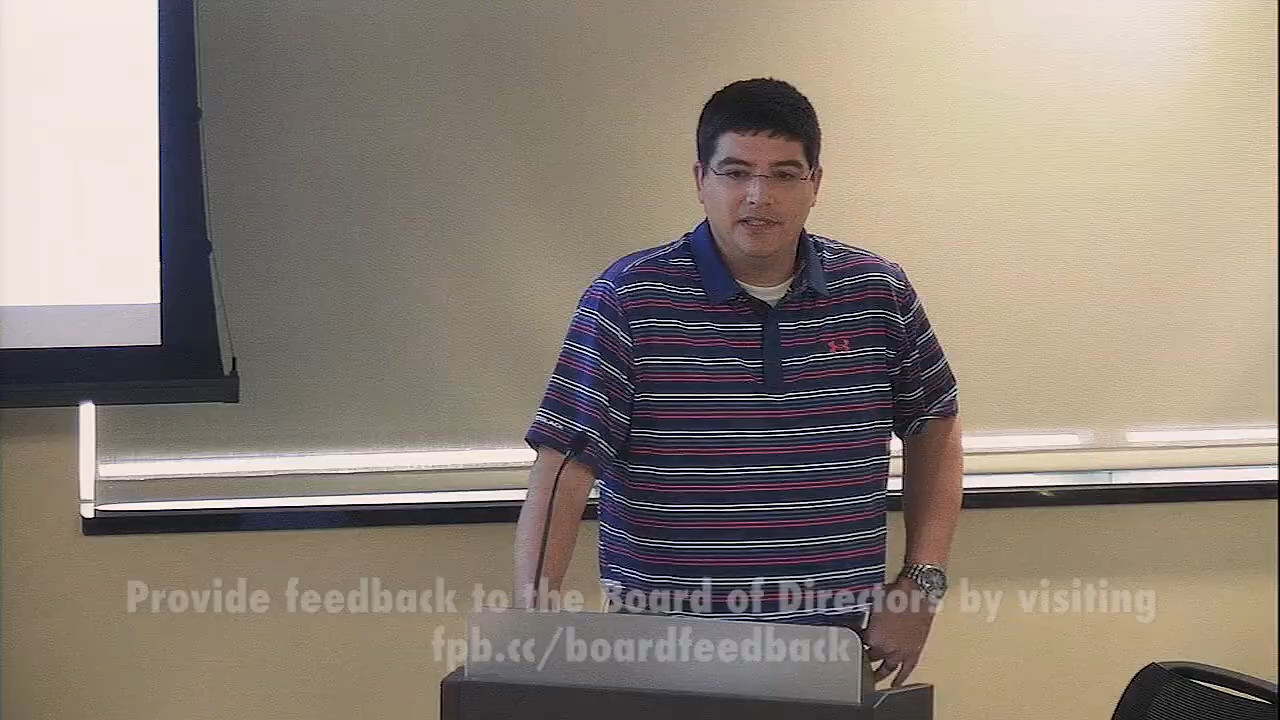 Provide feedback to the Board of Directors by visiting
fpb.cc/boardfeedback